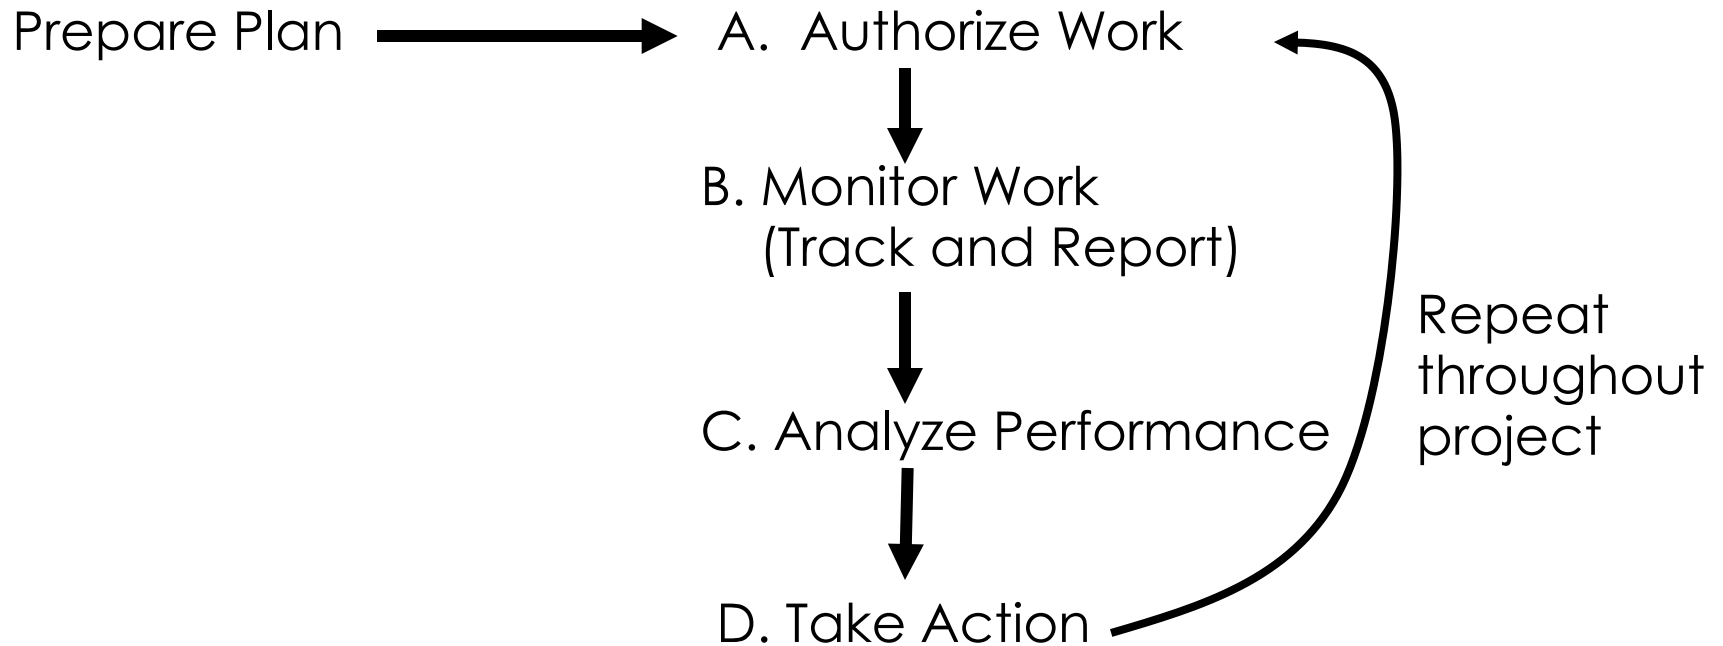 Prepare Plan
A. Authorize Work
B. Monitor Work
(Track and Report)
C. Analyze Performance
D. Take Action
Repeat
throughout
project